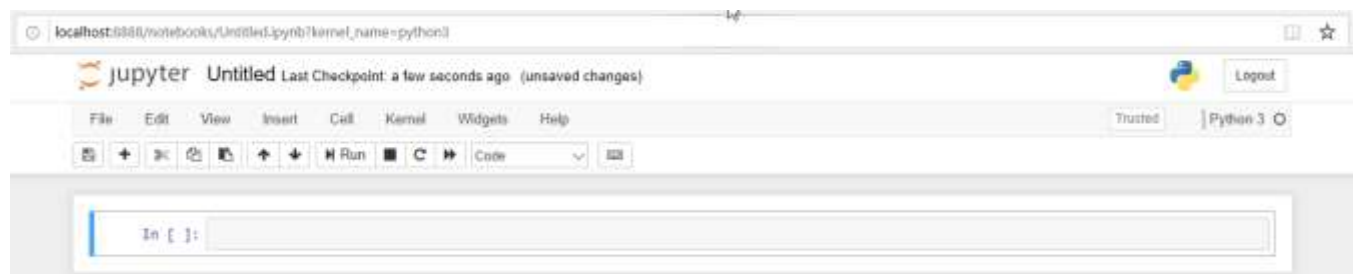 localhost:8888/notebooks/Untitled.ipynb?kernel_name=python3
jupyter Untitled Last Checkpoint: a few seconds ago (unsaved changes)
Logout
File Edit View Insert Cell Kernel Widgets Help
Trusted
Python 3
Run
Code
In [ ]: